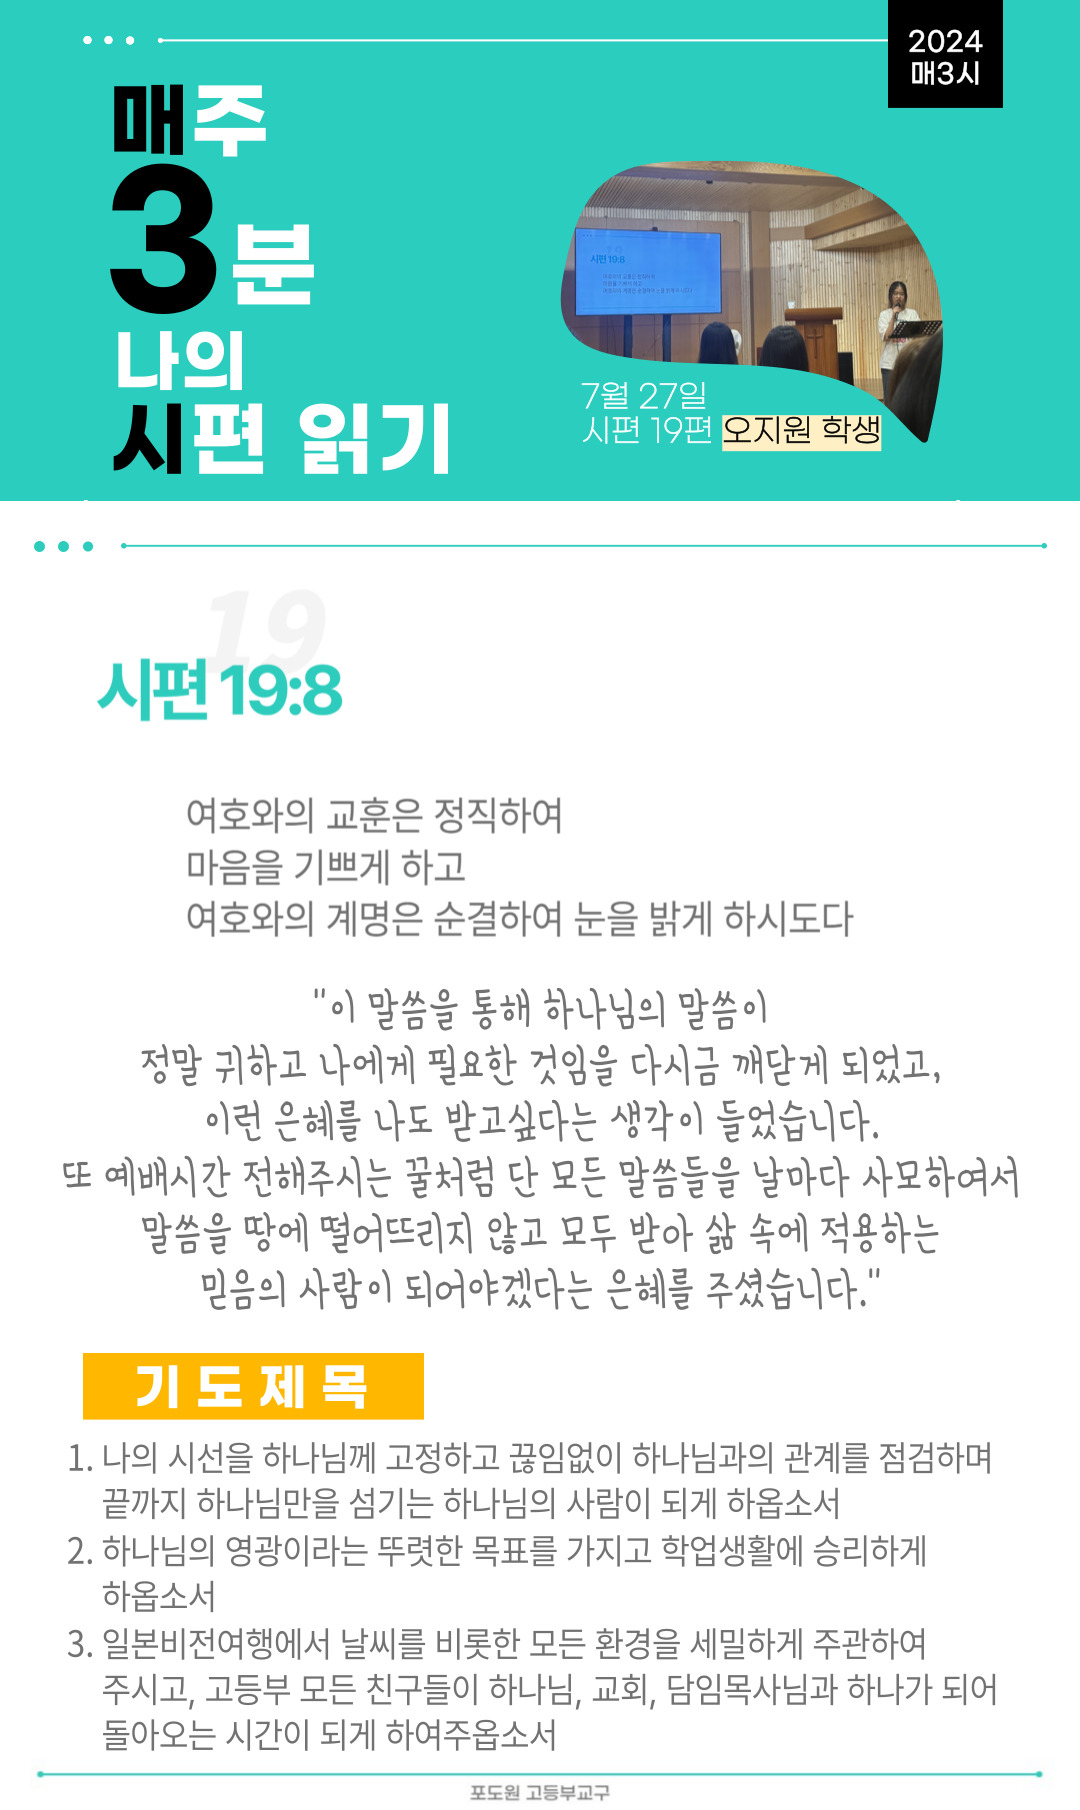 2024
매3시
매주
3분
나의
시편 읽기
시편 19:8
7월 27일
시편 19편 오지원 학생
19
시편 19:8
여호와의 교훈은 정직하여
마음을 기쁘게 하고
여호와의 계명은 순결하여 눈을 밝게 하시도다
"이 말씀을 통해 하나님의 말씀이
정말 귀하고 나에게 필요한 것임을 다시금 깨닫게 되었고,
이런 은혜를 나도 받고싶다는 생각이 들었습니다.
또 예배시간 전해주시는 꿀처럼 단 모든 말씀들을 날마다 사모하여서
말씀을 땅에 떨어뜨리지 않고 모두 받아 삶 속에 적용하는
믿음의 사람이 되어야겠다는 은혜를 주셨습니다."
기도제목
1. 나의 시선을 하나님께 고정하고 끊임없이 하나님과의 관계를 점검하며
끝까지 하나님만을 섬기는 하나님의 사람이 되게 하옵소서
2. 하나님의 영광이라는 뚜렷한 목표를 가지고 학업생활에 승리하게
하옵소서
3. 일본비전여행에서 날씨를 비롯한 모든 환경을 세밀하게 주관하여
주시고, 고등부 모든 친구들이 하나님, 교회, 담임목사님과 하나가 되어
돌아오는 시간이 되게 하여주옵소서
포도원 고등부교구